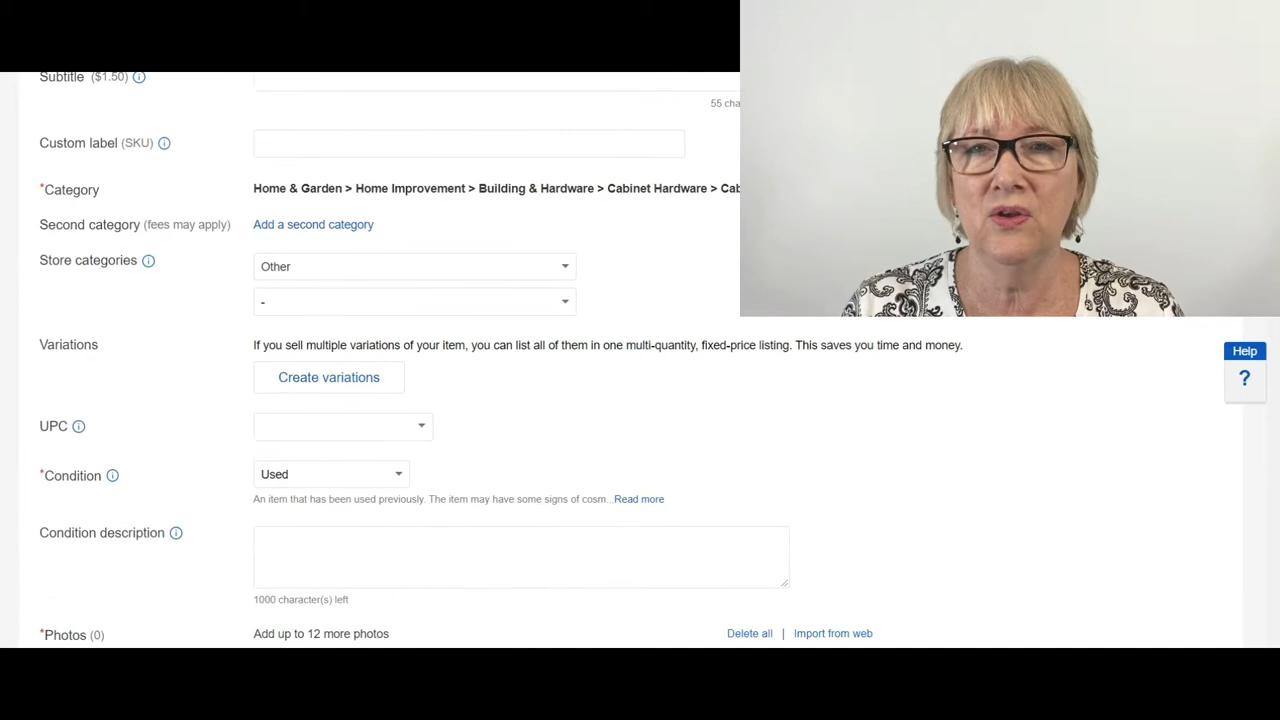 Subtitle ($1.50)
55 cha
Custom label (SKU)
*Category
Home & Garden > Home Improvement > Building & Hardware > Cabinet Hardware > Cab
Second category (fees may apply)
Add a second category
Store categories
Other
-
Variations
If you sell multiple variations of your item, you can list all of them in one multi-quantity, fixed-price listing. This saves you time and money.
Create variations
Help
?
UPC
*Condition
Used
An item that has been used previously. The item may have some signs of cosm...Read more
Condition description
1000 character(s) left
*Photos (0)
Add up to 12 more photos
Delete all | Import from web